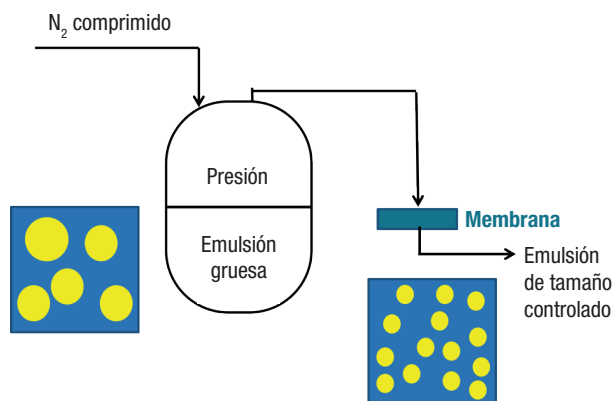 N₂ comprimido
Presión
Emulsión
gruesa
Membrana
Emulsión
de tamaño
controlado